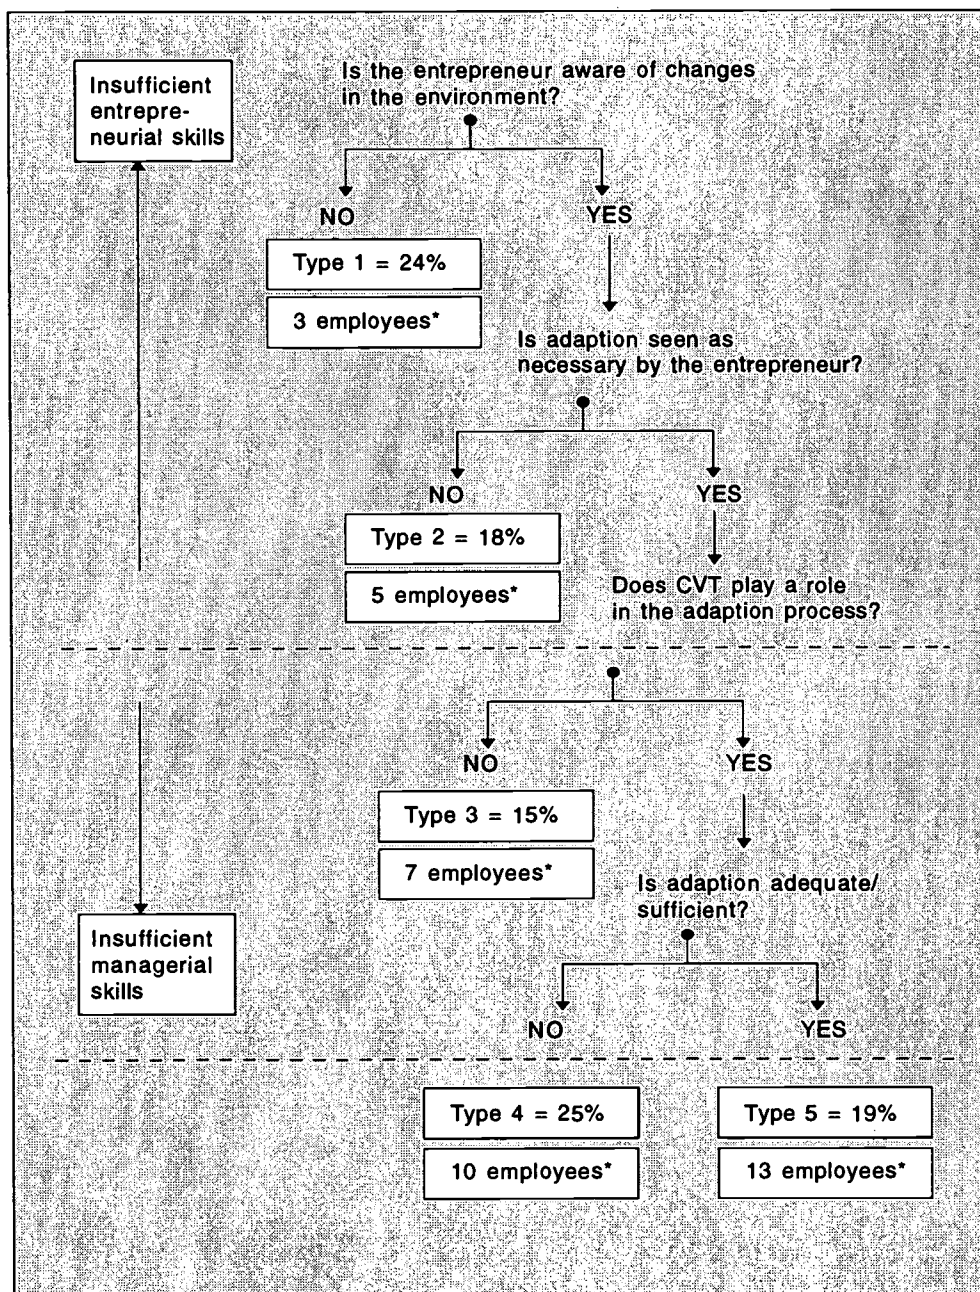 Insufficient
entrepre-
neurial skills
Is the entrepreneur aware of changes
in the environment?
NO
YES
Type 1 = 24%
3 employees*
Is adaption seen as
necessary by the entrepreneur?
NO
YES
Type 2 = 18%
5 employees*
Does CVT play a role
in the adaption process?
NO
YES
Type 3 = 15%
7 employees*
Is adaption adequate/
sufficient?
Insufficient
managerial
skills
NO
YES
Type 4 = 25%
Type 5 = 19%
10 employees*
13 employees*